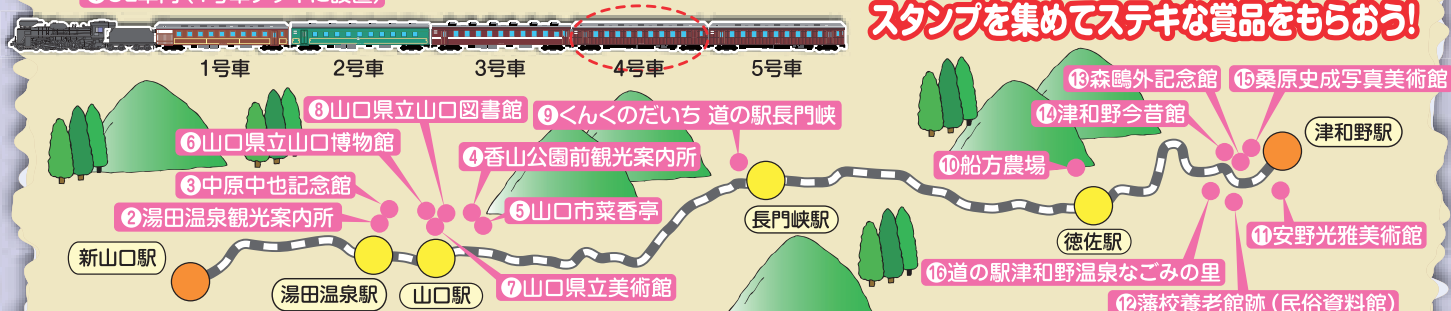 スタンプを集めてステキな賞品をもらおう!
1号車 2号車 3号車 4号車 5号車
⑬森鷗外記念館
⑮桑原史成写真美術館
⑧山口県立山口図書館
⑨くんくのだいち 道の駅長門峡
⑭津和野今昔館
津和野駅
⑥山口県立山口博物館
④香山公園前観光案内所
⑩船方農場
③中原中也記念館
⑤山口市菜香亭
②湯田温泉観光案内所
長門峡駅
徳佐駅
⑪安野光雅美術館
新山口駅
⑯道の駅津和野温泉なごみの里
湯田温泉駅
山口駅
⑦山口県立美術館
⑫藩校養老館跡(民俗資料館)